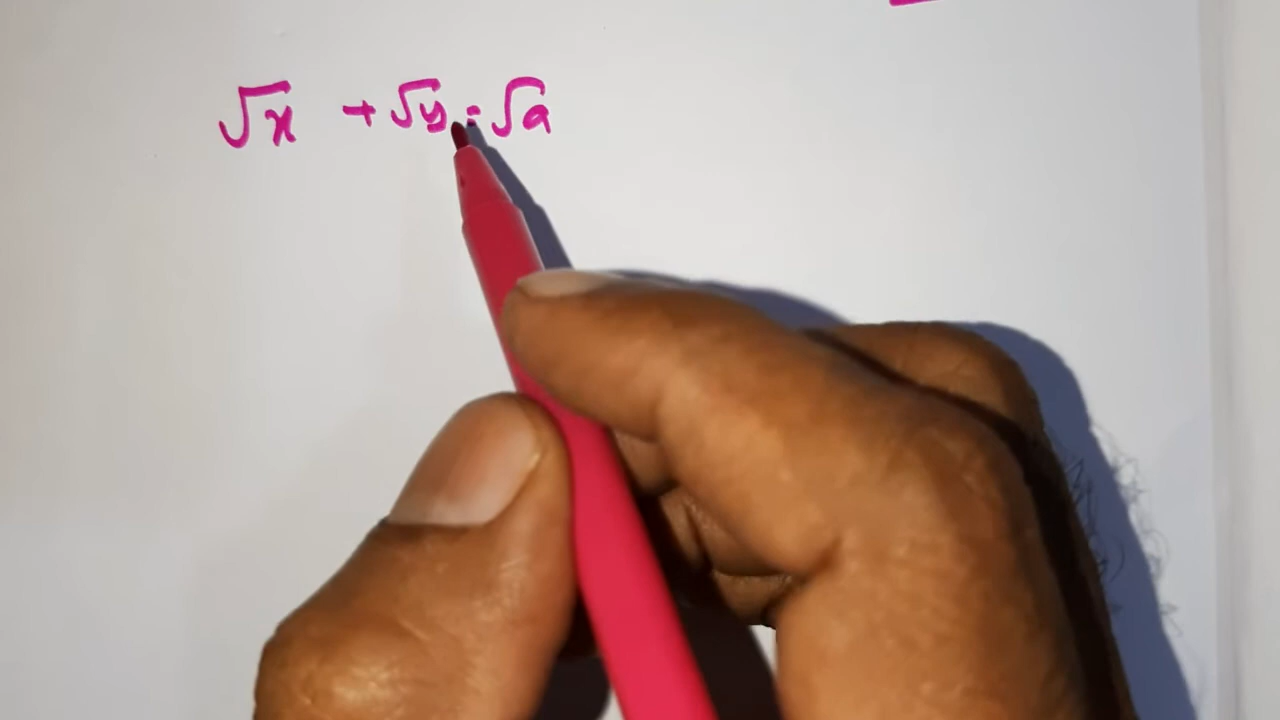 √x + √y = √a